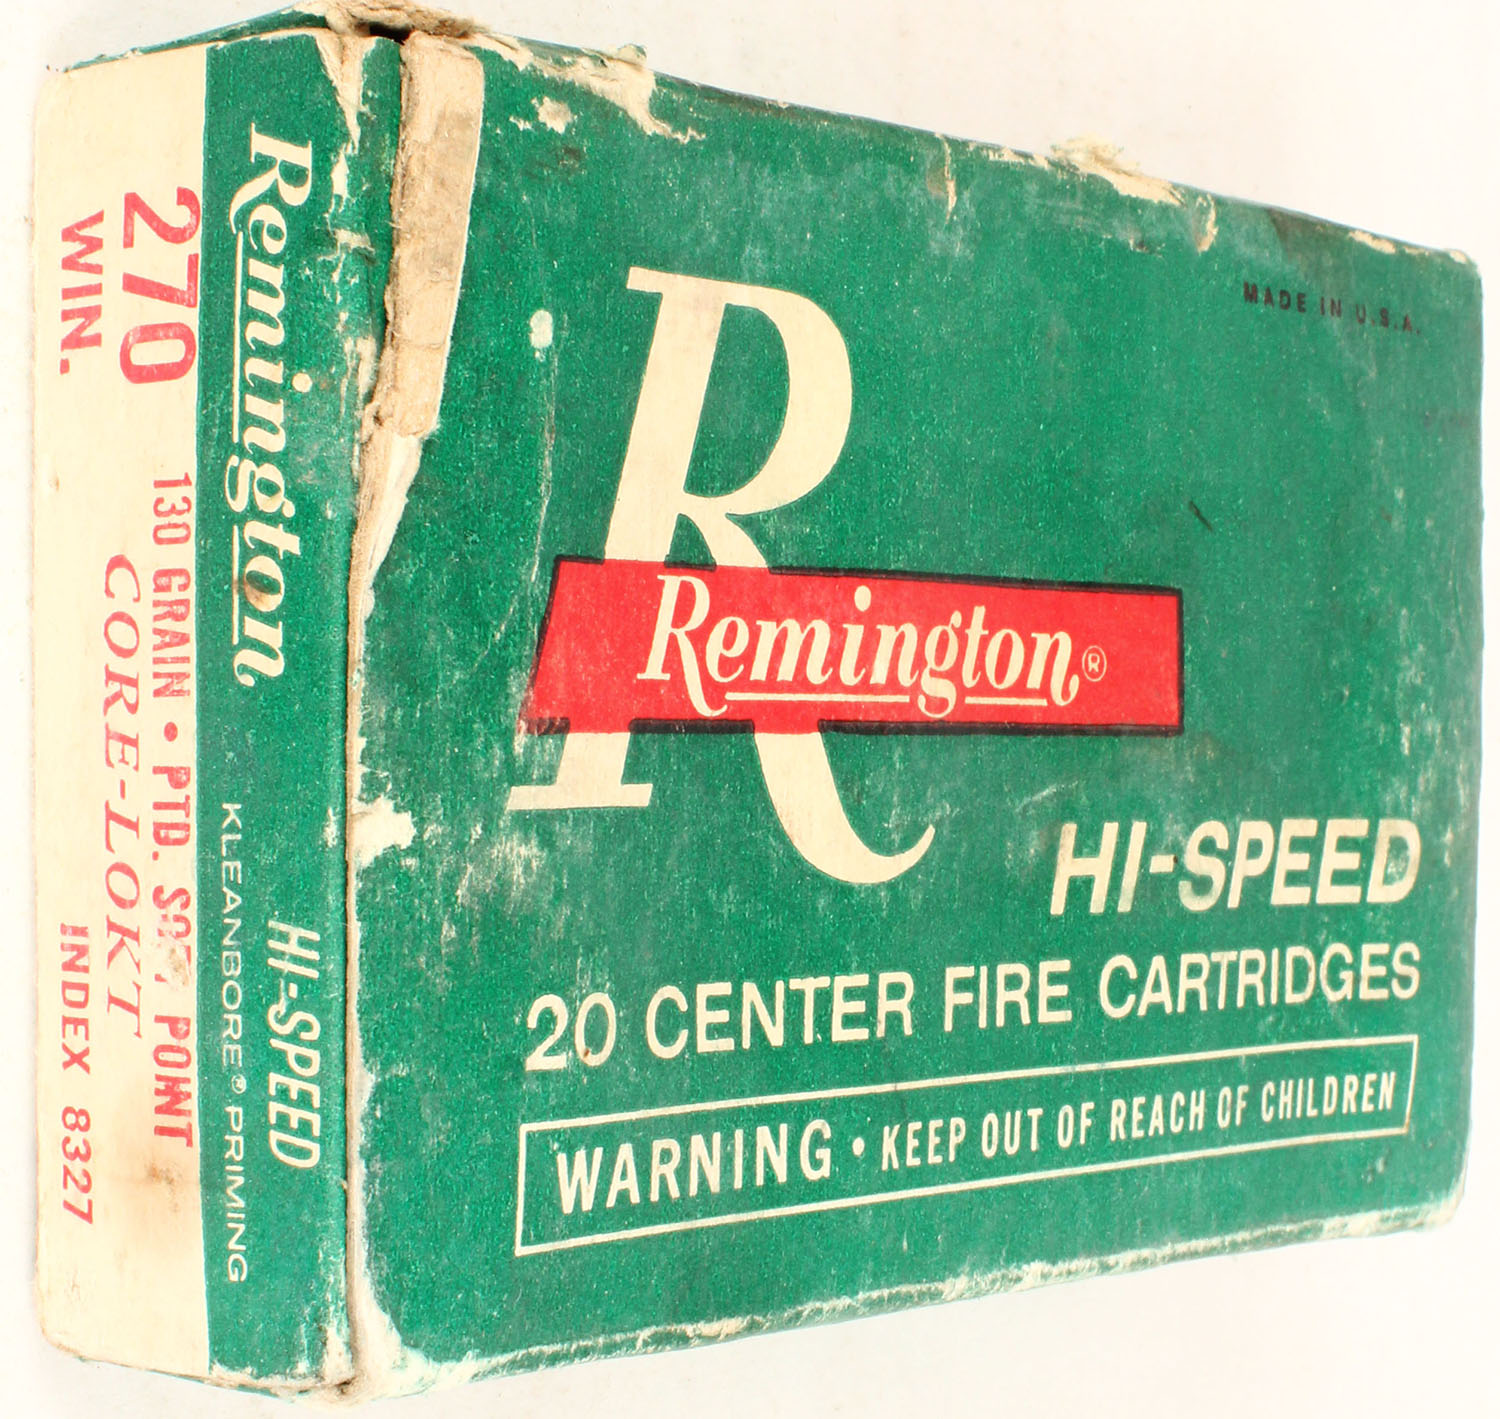 MADE IN U.S.A.
R
Remington®
HI-SPEED
20 CENTER FIRE CARTRIDGES
WARNING • KEEP OUT OF REACH OF CHILDREN
Remington
HI-SPEED
KLEANBORE® PRIMING
270
WIN.
130 GRAIN • PTD. SOFT POINT
CORE-LOKT
INDEX 8327